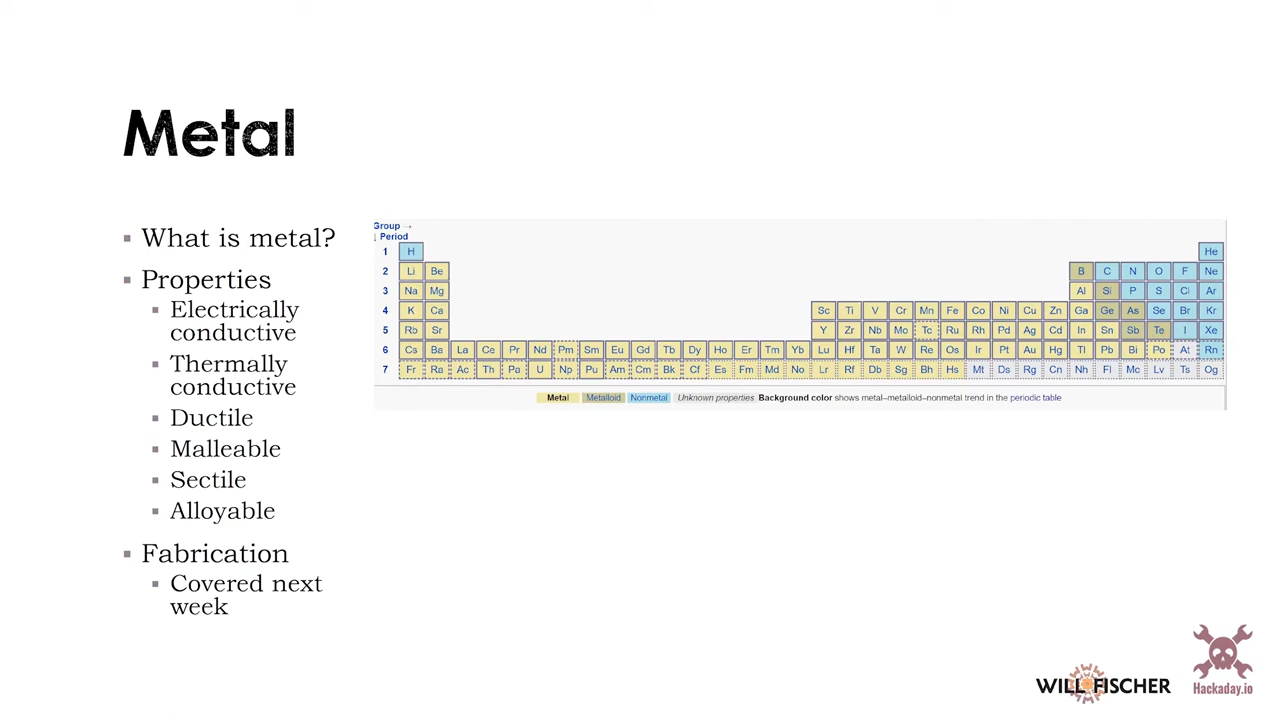 Metal
▪ What is metal?
▪ Properties
▪ Electrically
conductive
▪ Thermally
conductive
▪ Ductile
▪ Malleable
▪ Sectile
▪ Alloyable
▪ Fabrication
▪ Covered next
week
Group →
↓ Period
1 H He
2 Li Be B C N O F Ne
3 Na Mg Al Si P S Cl Ar
4 K Ca Sc Ti V Cr Mn Fe Co Ni Cu Zn Ga Ge As Se Br Kr
5 Rb Sr Y Zr Nb Mo Tc Ru Rh Pd Ag Cd In Sn Sb Te I Xe
6 Cs Ba La Ce Pr Nd Pm Sm Eu Gd Tb Dy Ho Er Tm Yb Lu Hf Ta W Re Os Ir Pt Au Hg Tl Pb Bi Po At Rn
7 Fr Ra Ac Th Pa U Np Pu Am Cm Bk Cf Es Fm Md No Lr Rf Db Sg Bh Hs Mt Ds Rg Cn Nh Fl Mc Lv Ts Og
Metal Metalloid Nonmetal Unknown properties Background color shows metal–metalloid–nonmetal trend in the periodic table
WILL FISCHER
Hackaday.io